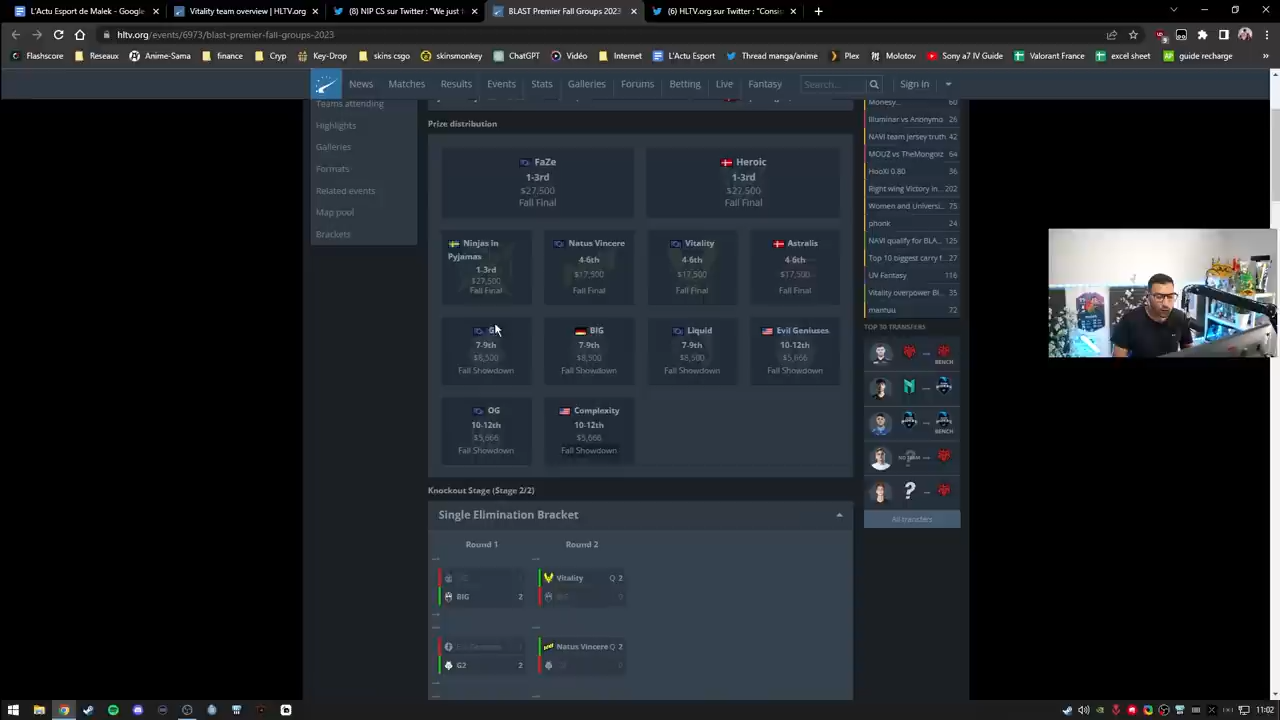 L'Actu Esport de Malek - Google
Vitality team overview | HLTV.org
(8) NIP CS sur Twitter : "We just
BLAST Premier Fall Groups 2023
(6) HLTV.org sur Twitter : "Consis
hltv.org/events/6973/blast-premier-fall-groups-2023
Flashscore
Reseaux
Anime-Sama
finance
Cryp
Key-Drop
skins csgo
skinsmonkey
ChatGPT
Vidéo
Internet
L'Actu Esport
Thread manga/anime
Plex
Molotov
Sony a7 IV Guide
Valorant France
excel sheet
guide recharge
News
Matches
Results
Events
Stats
Galleries
Forums
Betting
Live
Fantasy
Search...
Sign in
Teams attending
Highlights
Galleries
Formats
Related events
Map pool
Brackets
Prize distribution
FaZe
1-3rd
$27,500
Fall Final
Heroic
1-3rd
$27,500
Fall Final
Ninjas in
Pyjamas
1-3rd
$27,500
Fall Final
Natus Vincere
4-6th
$17,500
Fall Final
Vitality
4-6th
$17,500
Fall Final
Astralis
4-6th
$17,500
Fall Final
7-9th
$8,500
Fall Showdown
BIG
7-9th
$8,500
Fall Showdown
Liquid
7-9th
$8,500
Fall Showdown
Evil Geniuses
10-12th
$5,666
Fall Showdown
OG
10-12th
$5,666
Fall Showdown
Complexity
10-12th
$5,666
Fall Showdown
Knockout Stage (Stage 2/2)
Single Elimination Bracket
Round 1
Round 2
BIG 2
G2 2
Vitality Q 2
Natus Vincere Q 2
Monesy... 60
Illuminar vs Anonymo 26
NAVI team jersey truth 42
MOUZ vs TheMongolz 64
HooXi 0.80 36
Right wing Victory in... 202
Women and Universi... 75
phonk 24
NAVI qualify for BLA... 125
Top 10 biggest carry f... 27
UV Fantasy 116
Vitality overpower BI... 35
mantuu 72
TOP 10 TRANSFERS
BENCH
BENCH
NO TEAM
All transfers
11:02